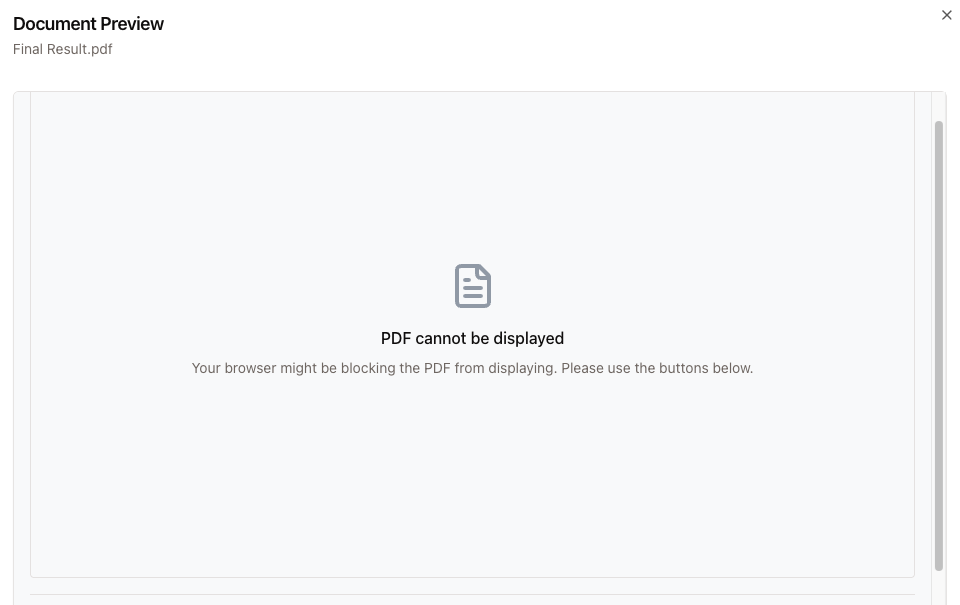 Document Preview
Final Result.pdf
PDF cannot be displayed
Your browser might be blocking the PDF from displaying. Please use the buttons below.